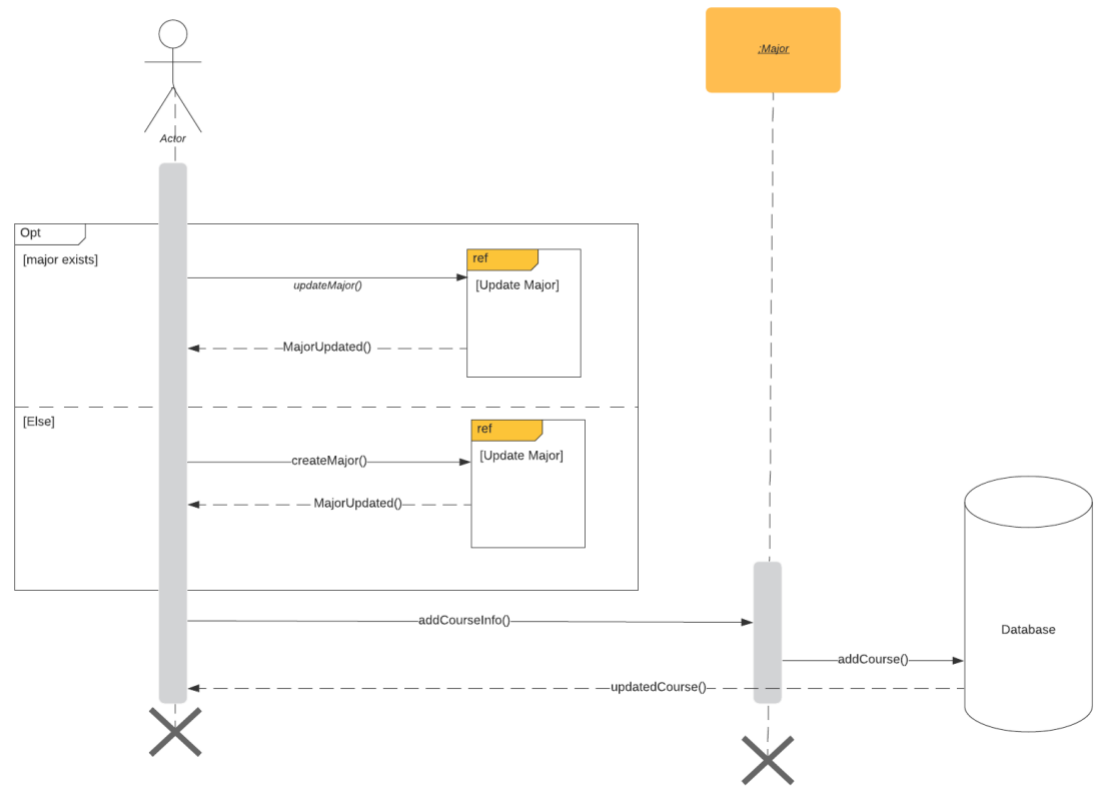 :Major
Actor
Opt
[major exists]
ref
[Update Major]
updateMajor()
MajorUpdated()
[Else]
ref
[Update Major]
createMajor()
MajorUpdated()
addCourseInfo()
Database
addCourse()
updatedCourse()